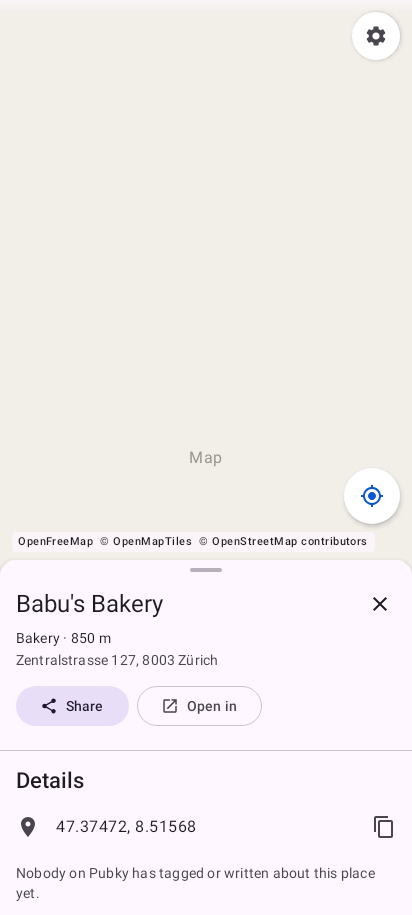 Map
OpenFreeMap © OpenMapTiles © OpenStreetMap contributors
Babu's Bakery
Bakery · 850 m
Zentralstrasse 127, 8003 Zürich
Share
Open in
Details
47.37472, 8.51568
Nobody on Pubky has tagged or written about this place
yet.